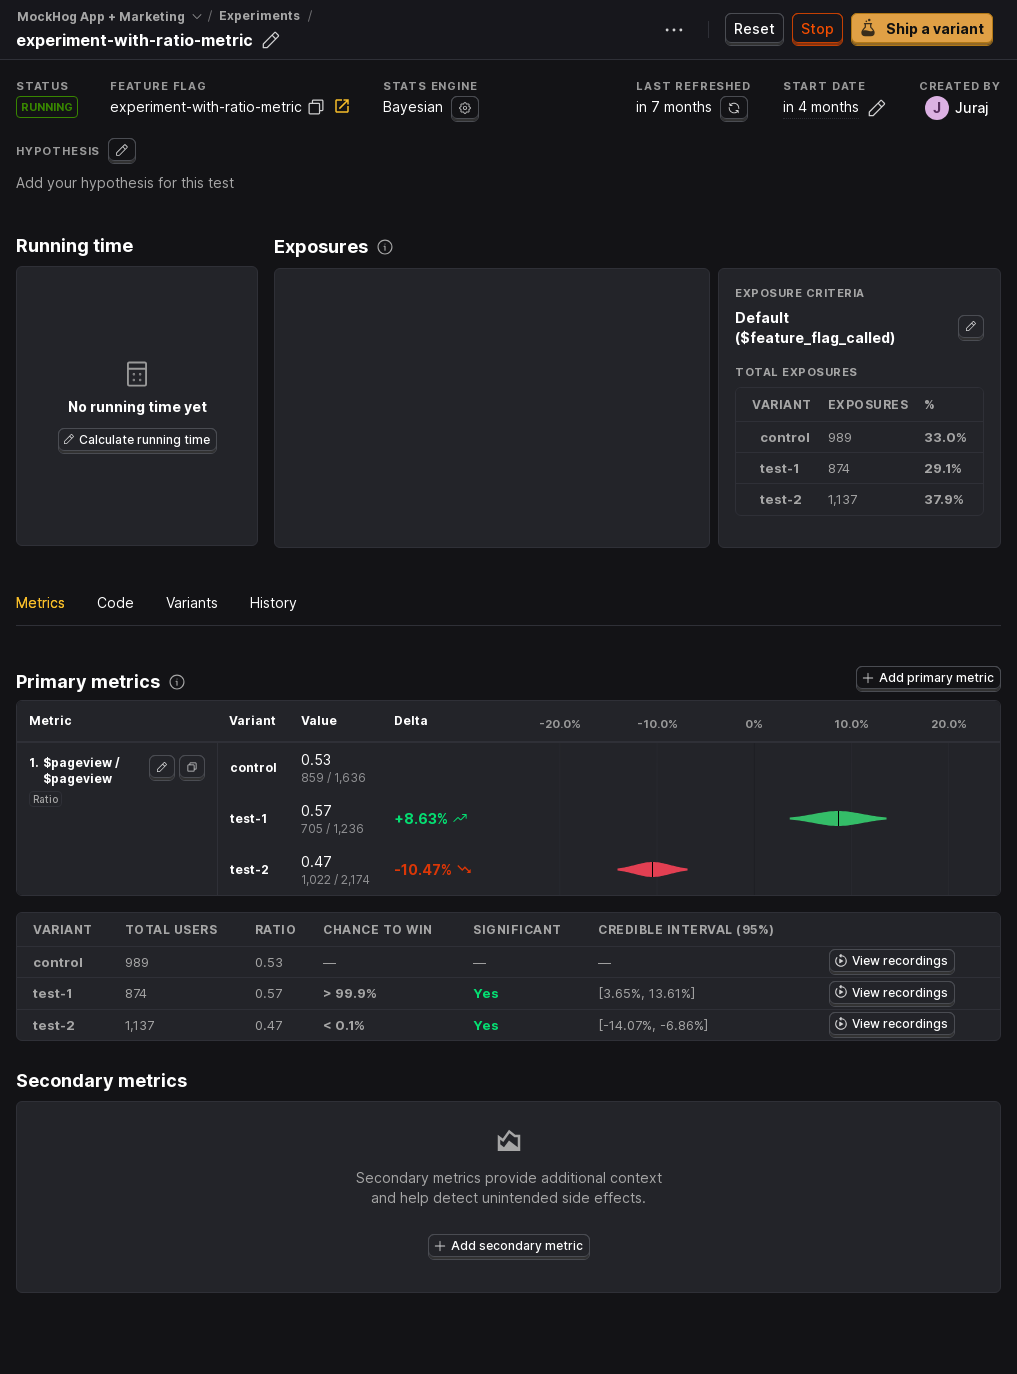 MockHog App + Marketing / Experiments /
experiment-with-ratio-metric
Reset
Stop
Ship a variant
STATUS
RUNNING
FEATURE FLAG
experiment-with-ratio-metric
STATS ENGINE
Bayesian
LAST REFRESHED
in 7 months
START DATE
in 4 months
CREATED BY
J Juraj
HYPOTHESIS
Add your hypothesis for this test
Running time
No running time yet
Calculate running time
Exposures
EXPOSURE CRITERIA
Default
($feature_flag_called)
TOTAL EXPOSURES
VARIANT EXPOSURES %
control 989 33.0%
test-1 874 29.1%
test-2 1,137 37.9%
Metrics Code Variants History
Primary metrics
Add primary metric
Metric Variant Value Delta -20.0% -10.0% 0% 10.0% 20.0%
1. $pageview /
$pageview
Ratio
control 0.53
859 / 1,636
test-1 0.57 +8.63%
705 / 1,236
test-2 0.47 -10.47%
1,022 / 2,174
VARIANT TOTAL USERS RATIO CHANCE TO WIN SIGNIFICANT CREDIBLE INTERVAL (95%)
control 989 0.53 — — — View recordings
test-1 874 0.57 > 99.9% Yes [3.65%, 13.61%] View recordings
test-2 1,137 0.47 < 0.1% Yes [-14.07%, -6.86%] View recordings
Secondary metrics
Secondary metrics provide additional context
and help detect unintended side effects.
Add secondary metric